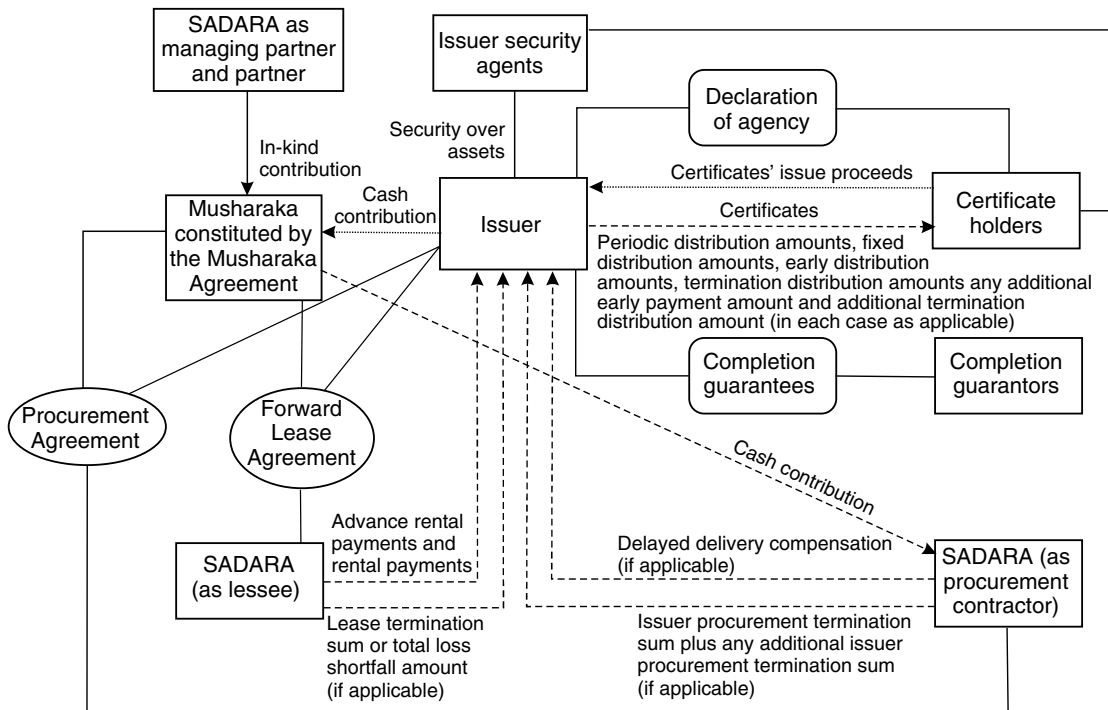 SADARA as
managing partner
and partner
Issuer security
agents
Declaration
of agency
In-kind
contribution
Security over
assets
Certificates’ issue proceeds
Musharaka
constituted by
the Musharaka
Agreement
Cash
contribution
Issuer
Certificates
Certificate
holders
Periodic distribution amounts, fixed
distribution amounts, early distribution
amounts, termination distribution amounts any additional
early payment amount and additional termination
distribution amount (in each case as applicable)
Completion
guarantees
Completion
guarantors
Procurement
Agreement
Forward
Lease
Agreement
Cash contribution
SADARA
(as lessee)
Advance rental
payments and
rental payments
Delayed delivery compensation
(if applicable)
SADARA (as
procurement
contractor)
Lease termination
sum or total loss
shortfall amount
(if applicable)
Issuer procurement termination
sum plus any additional issuer
procurement termination sum
(if applicable)